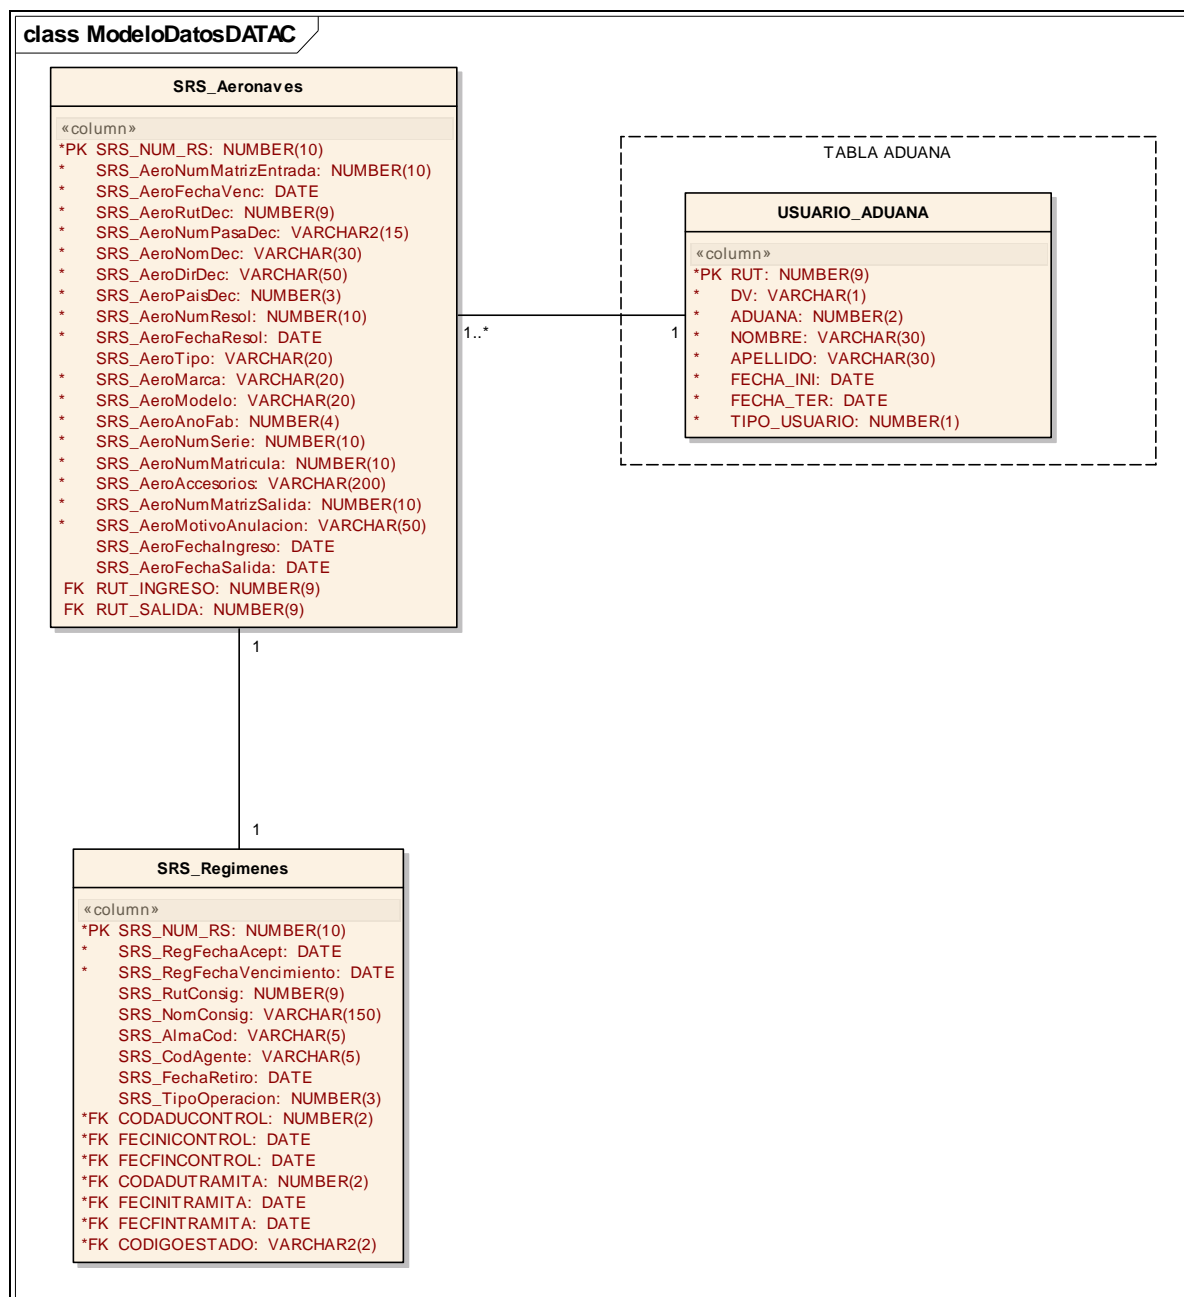 class ModeloDatosDATAC
SRS_Aeronaves
«column»
*PK SRS_NUM_RS: NUMBER(10)
* SRS_AeroNumMatrizEntrada: NUMBER(10)
* SRS_AeroFechaVenc: DATE
* SRS_AeroRutDec: NUMBER(9)
* SRS_AeroNumPasaDec: VARCHAR2(15)
* SRS_AeroNomDec: VARCHAR(30)
* SRS_AeroDirDec: VARCHAR(50)
* SRS_AeroPaisDec: NUMBER(3)
* SRS_AeroNumResol: NUMBER(10)
* SRS_AeroFechaResol: DATE
SRS_AeroTipo: VARCHAR(20)
* SRS_AeroMarca: VARCHAR(20)
* SRS_AeroModelo: VARCHAR(20)
* SRS_AeroAnoFab: NUMBER(4)
* SRS_AeroNumSerie: NUMBER(10)
* SRS_AeroNumMatricula: NUMBER(10)
* SRS_AeroAccesorios: VARCHAR(200)
* SRS_AeroNumMatrizSalida: NUMBER(10)
* SRS_AeroMotivoAnulacion: VARCHAR(50)
SRS_AeroFechaIngreso: DATE
SRS_AeroFechaSalida: DATE
FK RUT_INGRESO: NUMBER(9)
FK RUT_SALIDA: NUMBER(9)
1..*
1
TABLA ADUANA
USUARIO_ADUANA
«column»
*PK RUT: NUMBER(9)
* DV: VARCHAR(1)
* ADUANA: NUMBER(2)
* NOMBRE: VARCHAR(30)
* APELLIDO: VARCHAR(30)
* FECHA_INI: DATE
* FECHA_TER: DATE
* TIPO_USUARIO: NUMBER(1)
1
1
SRS_Regimenes
«column»
*PK SRS_NUM_RS: NUMBER(10)
* SRS_RegFechaAcept: DATE
* SRS_RegFechaVencimiento: DATE
SRS_RutConsig: NUMBER(9)
SRS_NomConsig: VARCHAR(150)
SRS_AlmaCod: VARCHAR(5)
SRS_CodAgente: VARCHAR(5)
SRS_FechaRetiro: DATE
SRS_TipoOperacion: NUMBER(3)
*FK CODADUCONTROL: NUMBER(2)
*FK FECINICONTROL: DATE
*FK FECFINCONTROL: DATE
*FK CODADUTRAMITA: NUMBER(2)
*FK FECINITRAMITA: DATE
*FK FECFINTRAMITA: DATE
*FK CODIGOESTADO: VARCHAR2(2)